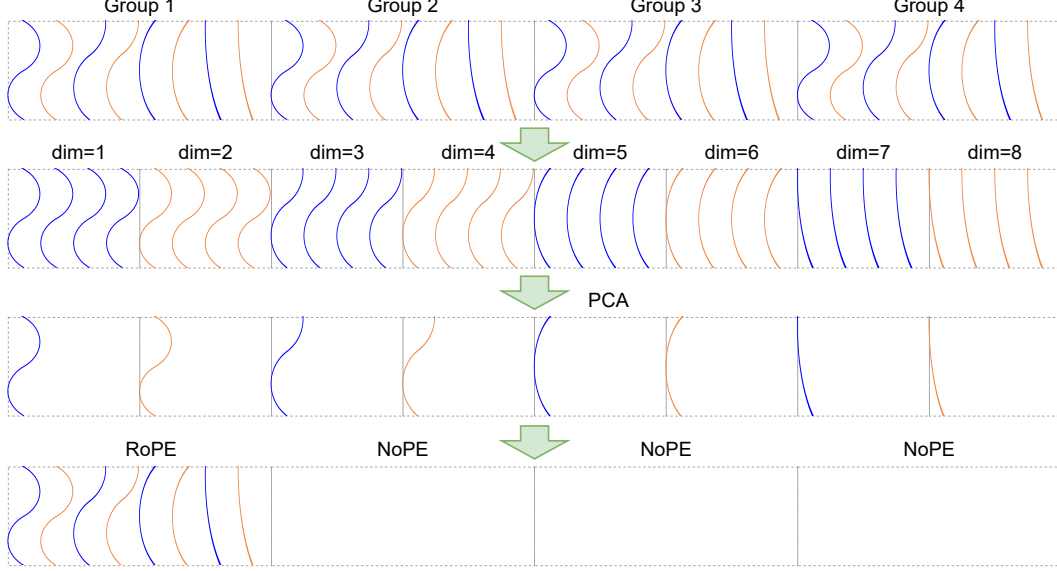 Group 1 Group 2 Group 3 Group 4
dim=1 dim=2 dim=3 dim=4 dim=5 dim=6 dim=7 dim=8
PCA
RoPE NoPE NoPE NoPE